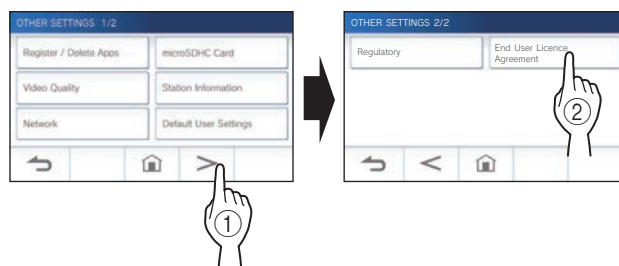 OTHER SETTINGS 1/2
Register / Delete Apps
microSDHC Card
Video Quality
Station Information
Network
Default User Settings
1
OTHER SETTINGS 2/2
Regulatory
End User Licence
Agreement
2